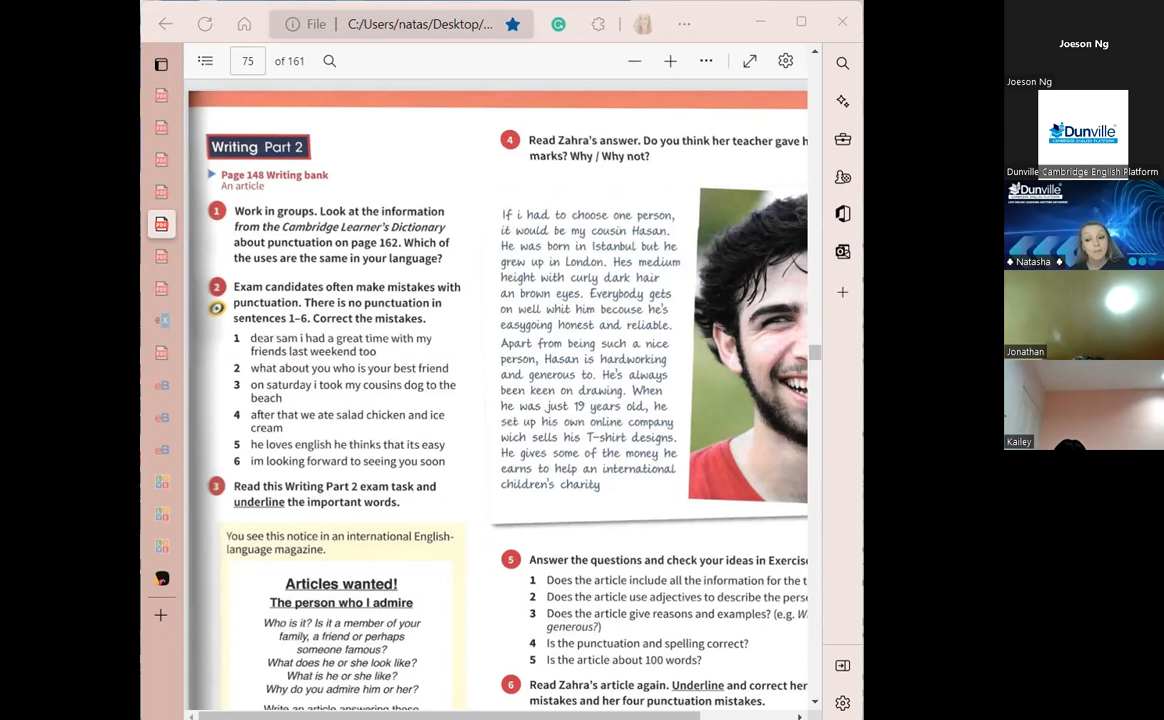 File
C:/Users/natas/Desktop/...
75
of 161
Writing Part 2
Page 148 Writing bank
An article
1 Work in groups. Look at the information
from the Cambridge Learner's Dictionary
about punctuation on page 162. Which of
the uses are the same in your language?
2 Exam candidates often make mistakes with
punctuation. There is no punctuation in
sentences 1–6. Correct the mistakes.
1 dear sam i had a great time with my
friends last weekend too
2 what about you who is your best friend
3 on saturday i took my cousins dog to the
beach
4 after that we ate salad chicken and ice
cream
5 he loves english he thinks that its easy
6 im looking forward to seeing you soon
3 Read this Writing Part 2 exam task and
underline the important words.
You see this notice in an international English-
language magazine.
Articles wanted!
The person who I admire
Who is it? Is it a member of your
family, a friend or perhaps
someone famous?
What does he or she look like?
What is he or she like?
Why do you admire him or her?
Write an article answering these
4 Read Zahra's answer. Do you think her teacher gave h
marks? Why / Why not?
If i had to choose one person,
it would be my cousin Hasan.
He was born in Istanbul but he
grew up in London. Hes medium
height with curly dark hair
an brown eyes. Everybody gets
on well whit him becouse he's
easygoing honest and reliable.
Apart from being such a nice
person, Hasan is hardworking
and generous to. He's always
been keen on drawing. When
he was just 19 years old, he
set up his own online company
wich sells his T-shirt designs.
He gives some of the money he
earns to help an international
children's charity
5 Answer the questions and check your ideas in Exercis
1 Does the article include all the information for the t
2 Does the article use adjectives to describe the pers
3 Does the article give reasons and examples? (e.g. W
generous?)
4 Is the punctuation and spelling correct?
5 Is the article about 100 words?
6 Read Zahra's article again. Underline and correct her
mistakes and her four punctuation mistakes.
Joeson Ng
Joeson Ng
Dunville
CAMBRIDGE ENGLISH PLATFORM
Dunville Cambridge English Platform
Dunville
Natasha
Jonathan
Kailey